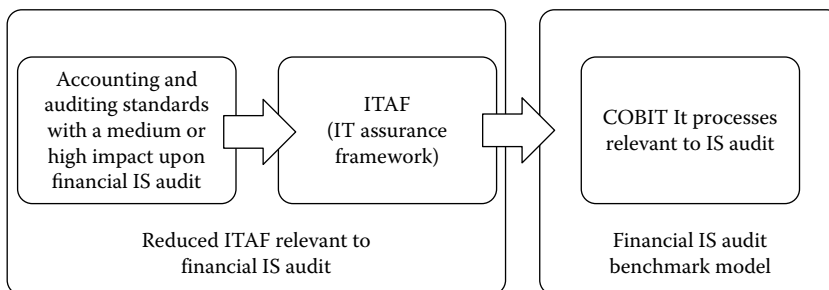 Accounting and
auditing standards
with a medium or
high impact upon
financial IS audit
ITAF
(IT assurance
framework)
COBIT It processes
relevant to IS audit
Reduced ITAF relevant to
financial IS audit
Financial IS audit
benchmark model